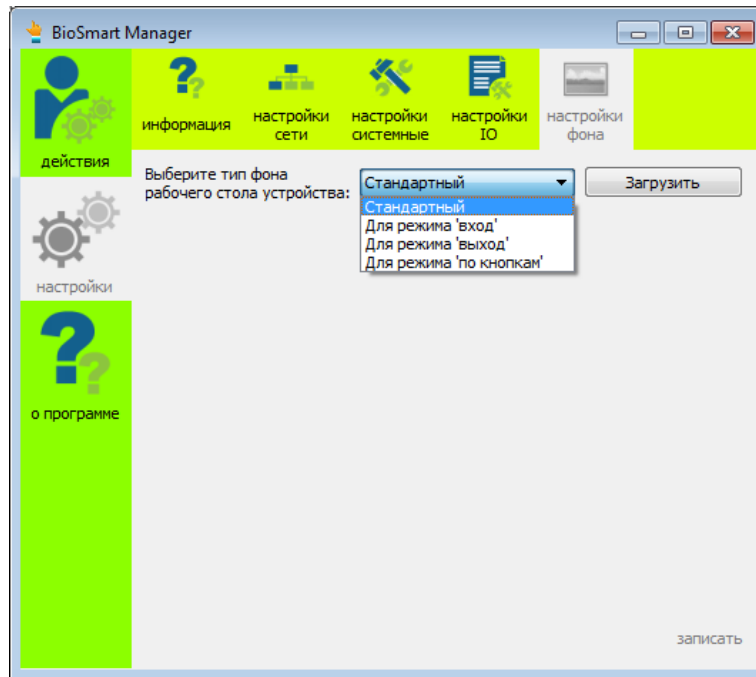 BioSmart Manager
действия
настройки
о программе
информация
настройки
сети
настройки
системные
настройки
IO
настройки
фона
Выберите тип фона
рабочего стола устройства:
Стандартный
Загрузить
Стандартный
Для режима 'вход'
Для режима 'выход'
Для режима 'по кнопкам'
записать